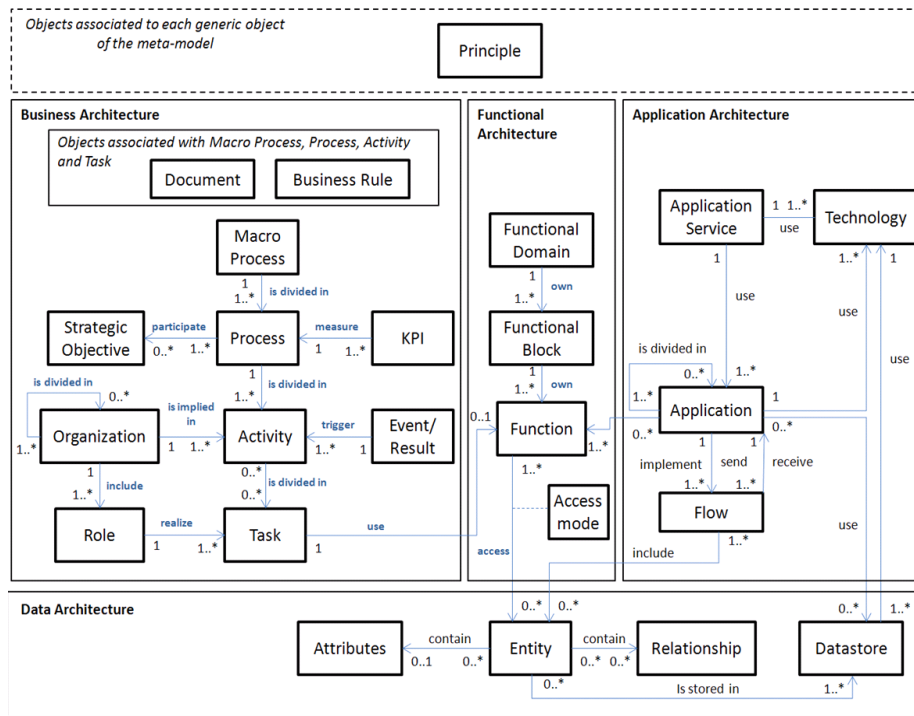 Objects associated to each generic object
of the meta-model
Principle
Business Architecture
Objects associated with Macro Process, Process, Activity
and Task
Document
Business Rule
Macro
Process
1
1..*
is divided in
Strategic
Objective
participate
0..*
1..*
Process
measure
1
1..*
KPI
1
1..*
is divided in
is divided in
0..*
1..*
Organization
is implied
in
1
1..*
Activity
trigger
1..*
1
Event/
Result
1
1..*
include
0..*
0..*
is divided in
Role
realize
1
1..*
Task
use
1
Functional
Architecture
Functional
Domain
1
1..*
own
Functional
Block
1
1..*
own
0..1
Function
1..*
1..*
Access
mode
access
0..*
Application Architecture
Application
Service
1 1..*
use
Technology
1
use
1..*
1..*
1
use
use
is divided in
0..*
1..*
Application
0..*
1
0..*
1
1
implement
send
receive
1..*
1..*
Flow
1..*
include
0..*
use
0..*
1..*
Data Architecture
Attributes
contain
0..1
0..*
Entity
contain
0..*
0..*
Relationship
Datastore
0..*
Is stored in
1..*